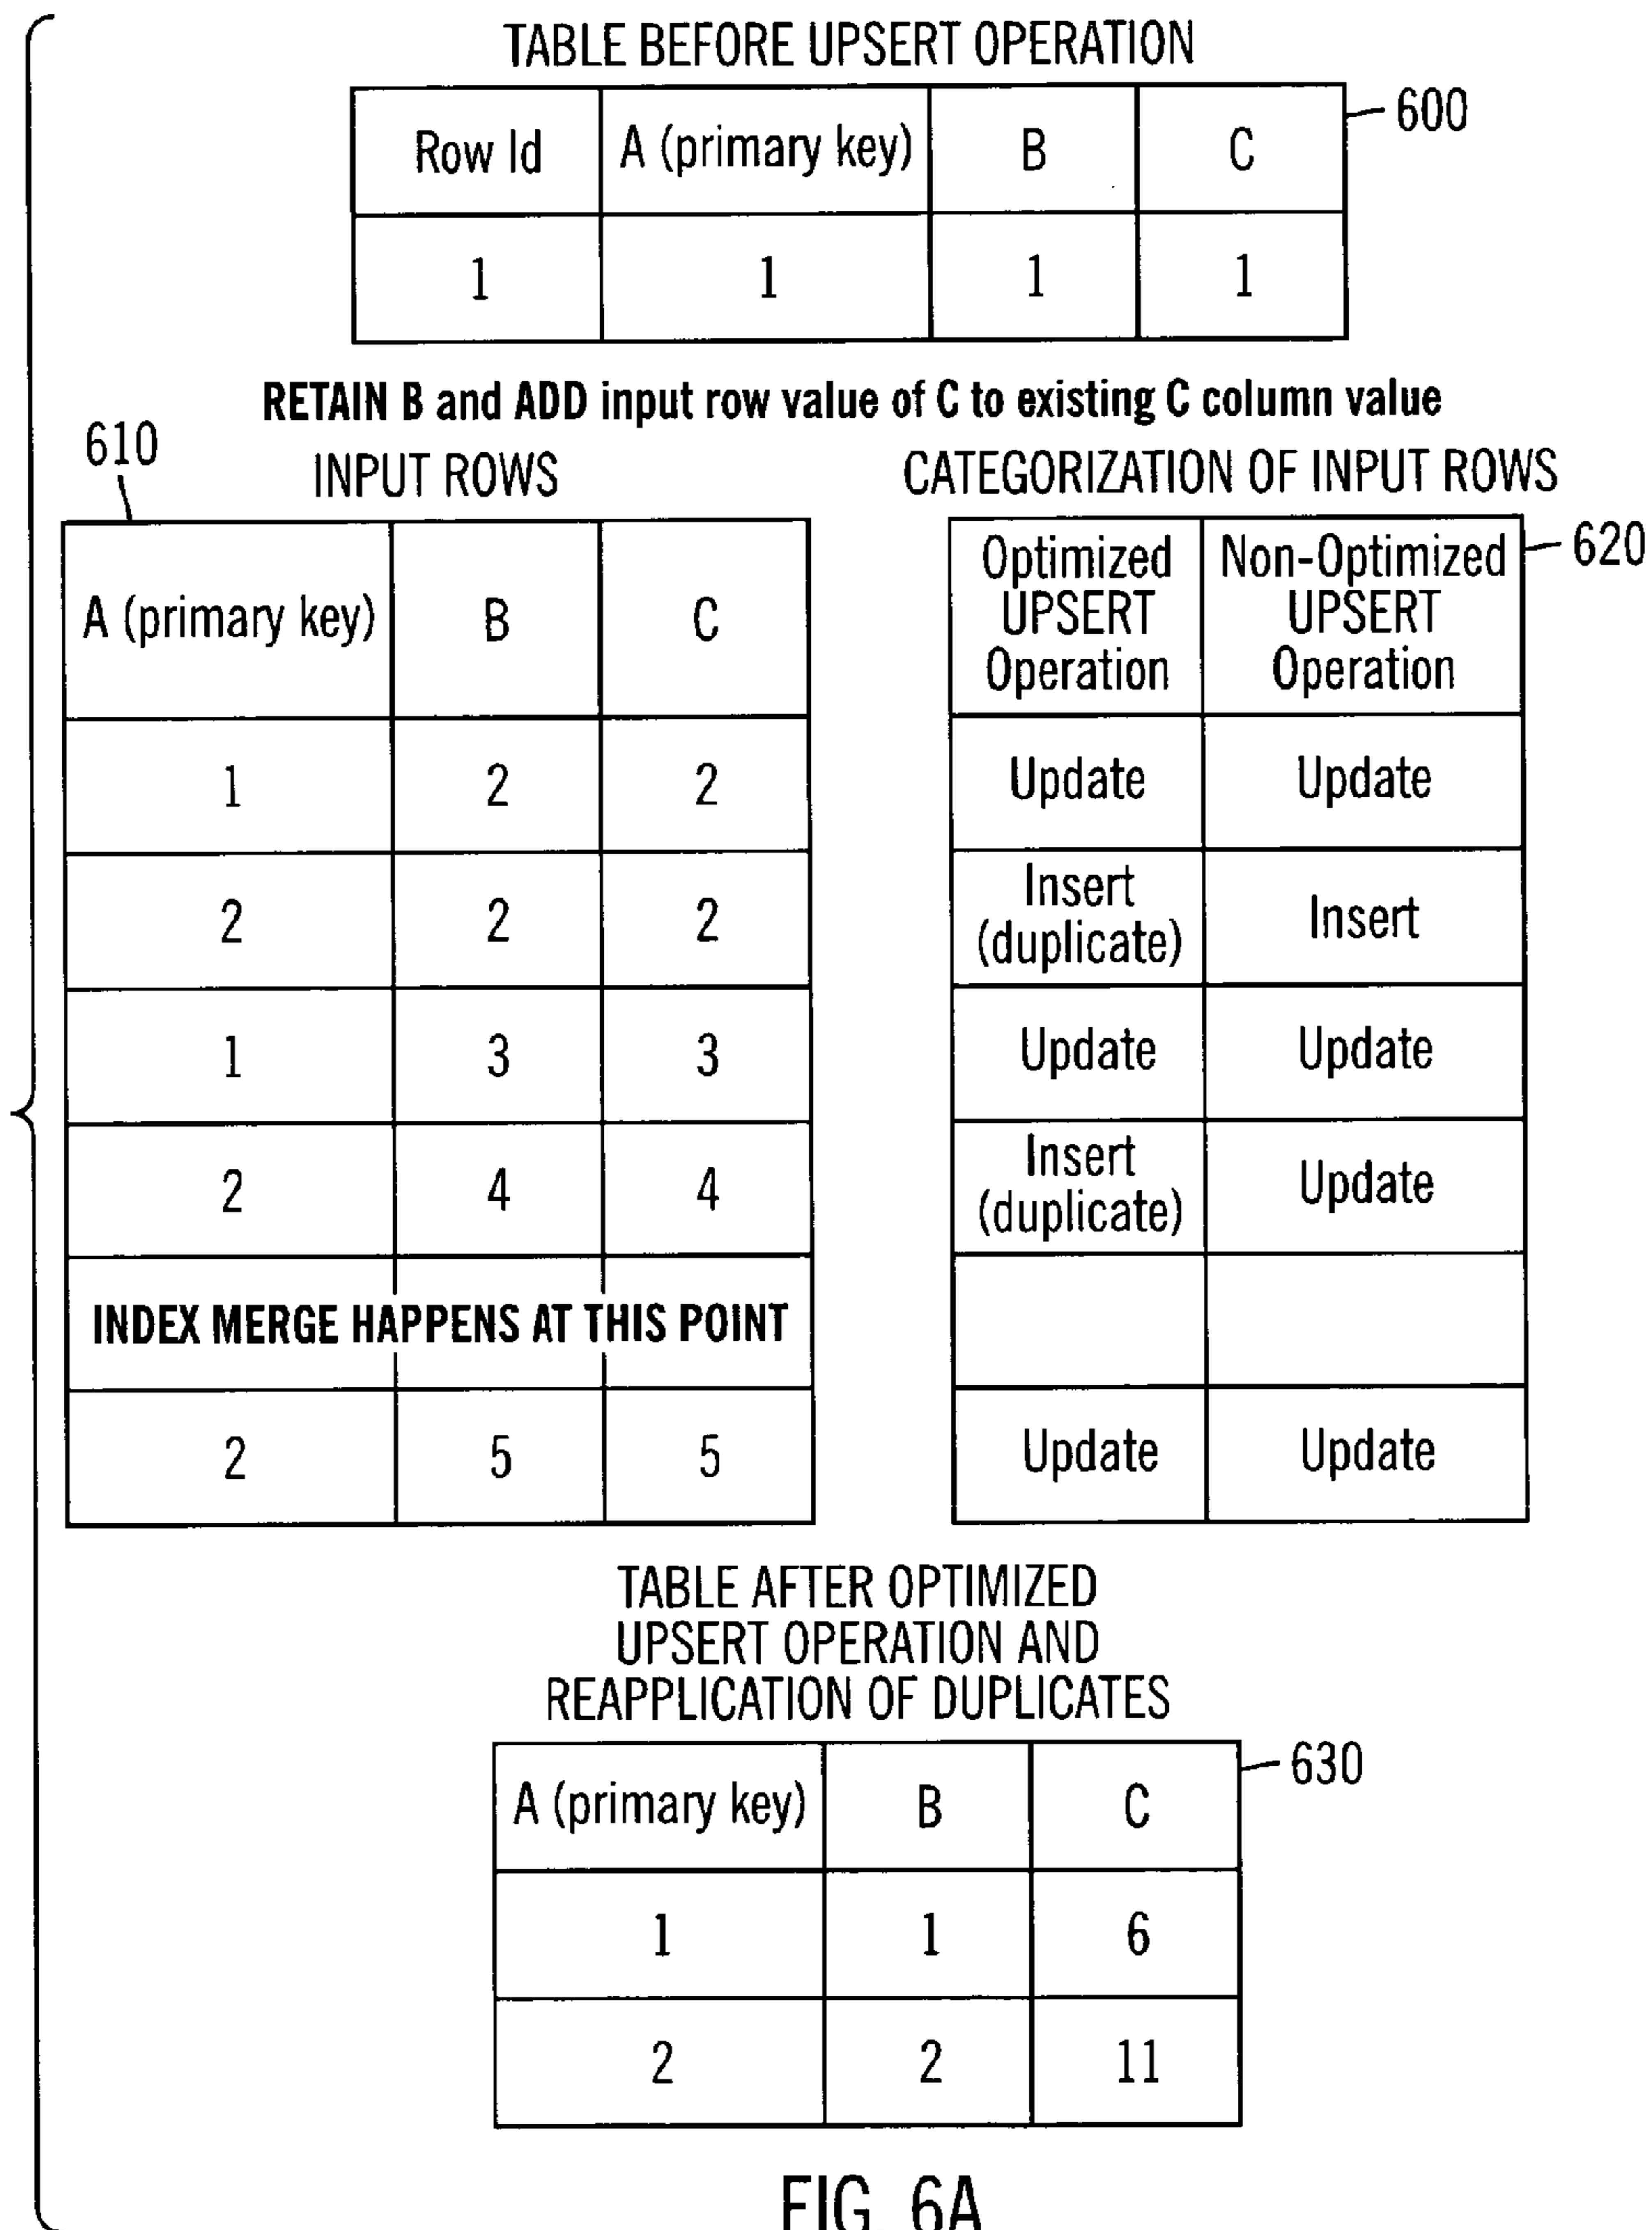 TABLE BEFORE UPSERT OPERATION
600
Row Id A (primary key) B C
1 1 1 1
RETAIN B and ADD input row value of C to existing C column value
610
INPUT ROWS
A (primary key) B C
1 2 2
2 2 2
1 3 3
2 4 4
INDEX MERGE HAPPENS AT THIS POINT
2 5 5
CATEGORIZATION OF INPUT ROWS
620
Optimized
UPSERT
Operation
Non-Optimized
UPSERT
Operation
Update Update
Insert
(duplicate)
Insert
Update Update
Insert
(duplicate)
Update
Update Update
TABLE AFTER OPTIMIZED
UPSERT OPERATION AND
REAPPLICATION OF DUPLICATES
630
A (primary key) B C
1 1 6
2 2 11
FIG. 6A